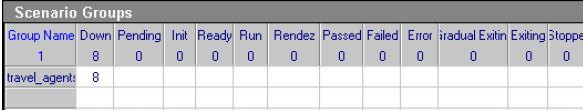 Scenario Groups
Group Name Down Pending Init Ready Run Rendez Passed Failed Error Gradual Exitin Exiting Stoppe
1 8 0 0 0 0 0 0 0 0 0 0 0
travel_agents 8